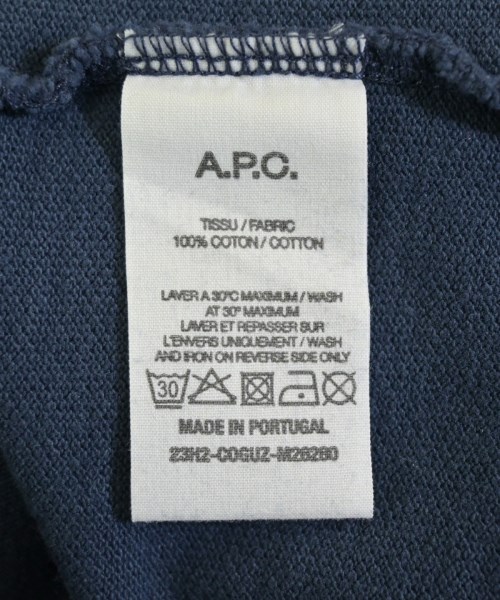 A.P.C.
TISSU / FABRIC
100% COTON / COTTON
LAVER A 30°C MAXIMUM / WASH
AT 30° MAXIMUM
LAVER ET REPASSER SUR
L'ENVERS UNIQUEMENT / WASH
AND IRON ON REVERSE SIDE ONLY
30
MADE IN PORTUGAL
23H2-COGUZ-M26280